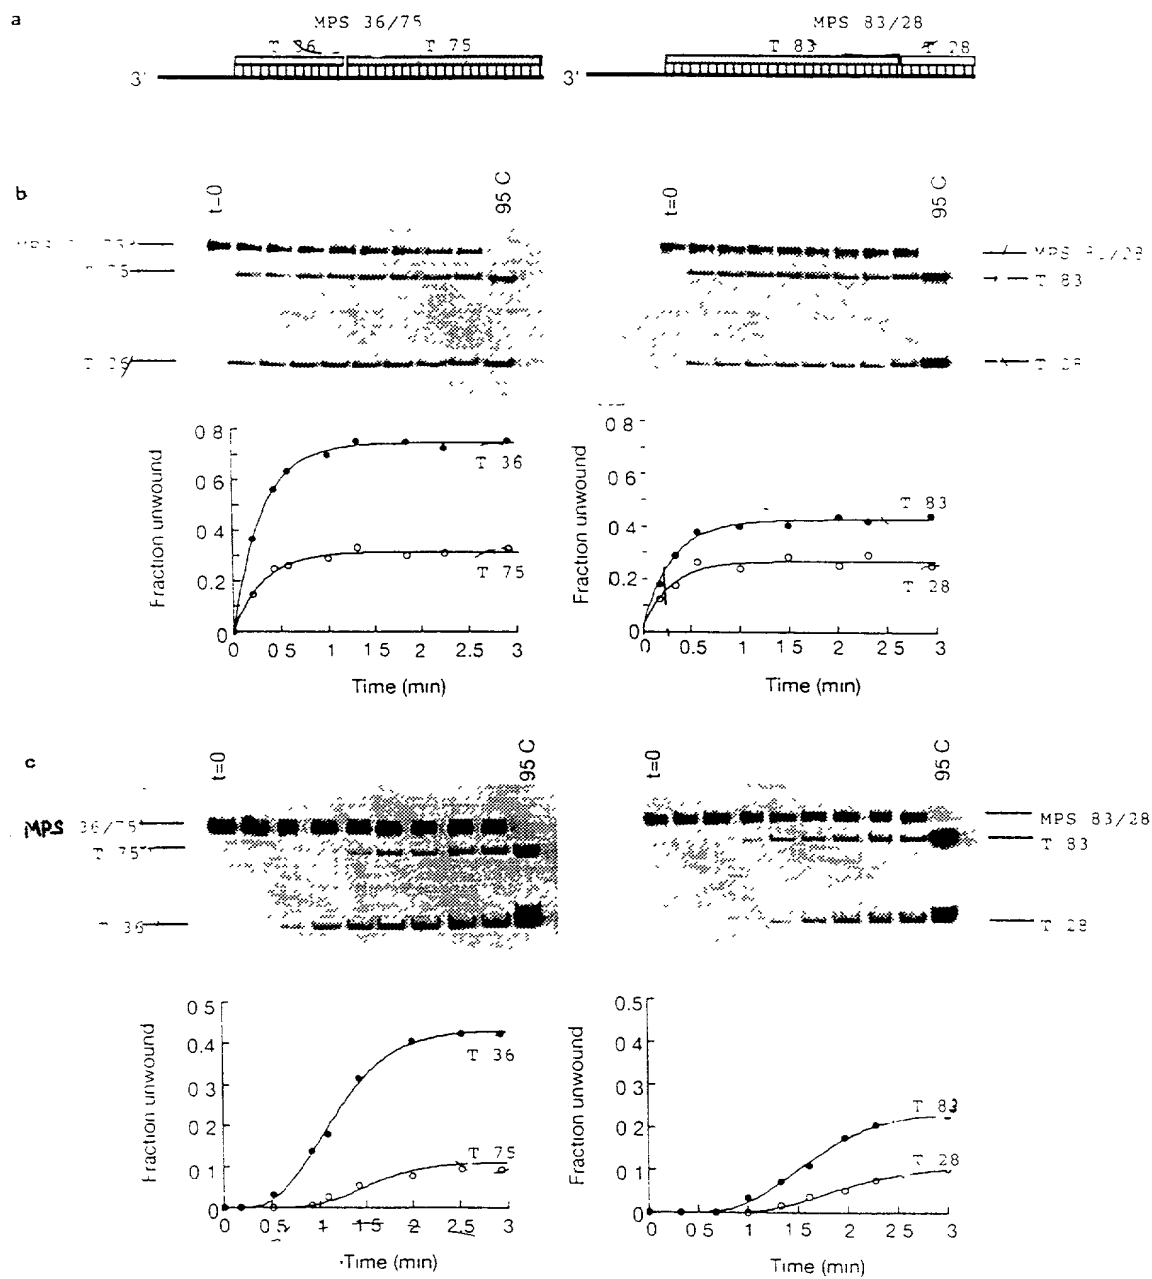 a
MPS 36/75
MPS 83/28
T 36
T 75
T 83
T 28
3'
3'
b
t=0
95 C
t=0
95 C
T 83
T 28
0 8
0 6
0 4
0.2
0
Fraction unwound
T 36
T 75
0
0 5
1
1 5
2
2.5
3
Time (min)
0 8
0 6
0 4
0.2
0
Fraction unwound
T 83
T 28
0
0.5
1
1 5
2
2 5
3
Time (min)
c
t=0
95 C
t=0
95 C
MPS 36/75
T 75
T 36
MPS 83/28
T 83
T 28
0 5
0.4
0 3
0 2
0 1
0
Fraction unwound
T 36
T 75
0
0 5
1
1 5
2
2.5
3
Time (min)
0.5
0 4
0 3
0 2
0 1
0
Fraction unwound
T 83
T 28
0
0 5
1
1 5
2
2 5
3
Time (min)